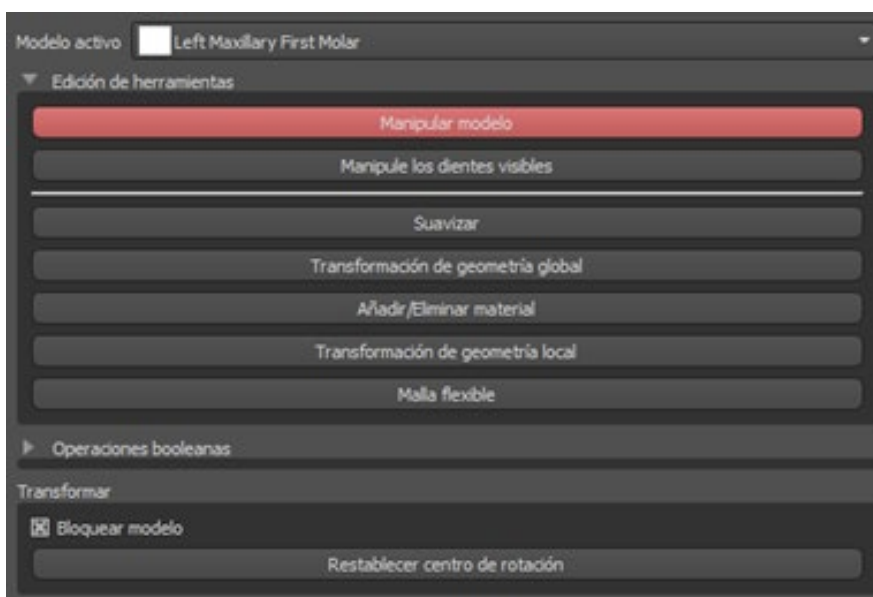 Modelo activo Left Maxillary First Molar
Edición de herramientas
Manipular modelo
Manipule los dientes visibles
Suavizar
Transformación de geometría global
Añadir/Eliminar material
Transformación de geometría local
Malla flexible
Operaciones booleanas
Transformar
Bloquear modelo
Restablecer centro de rotación